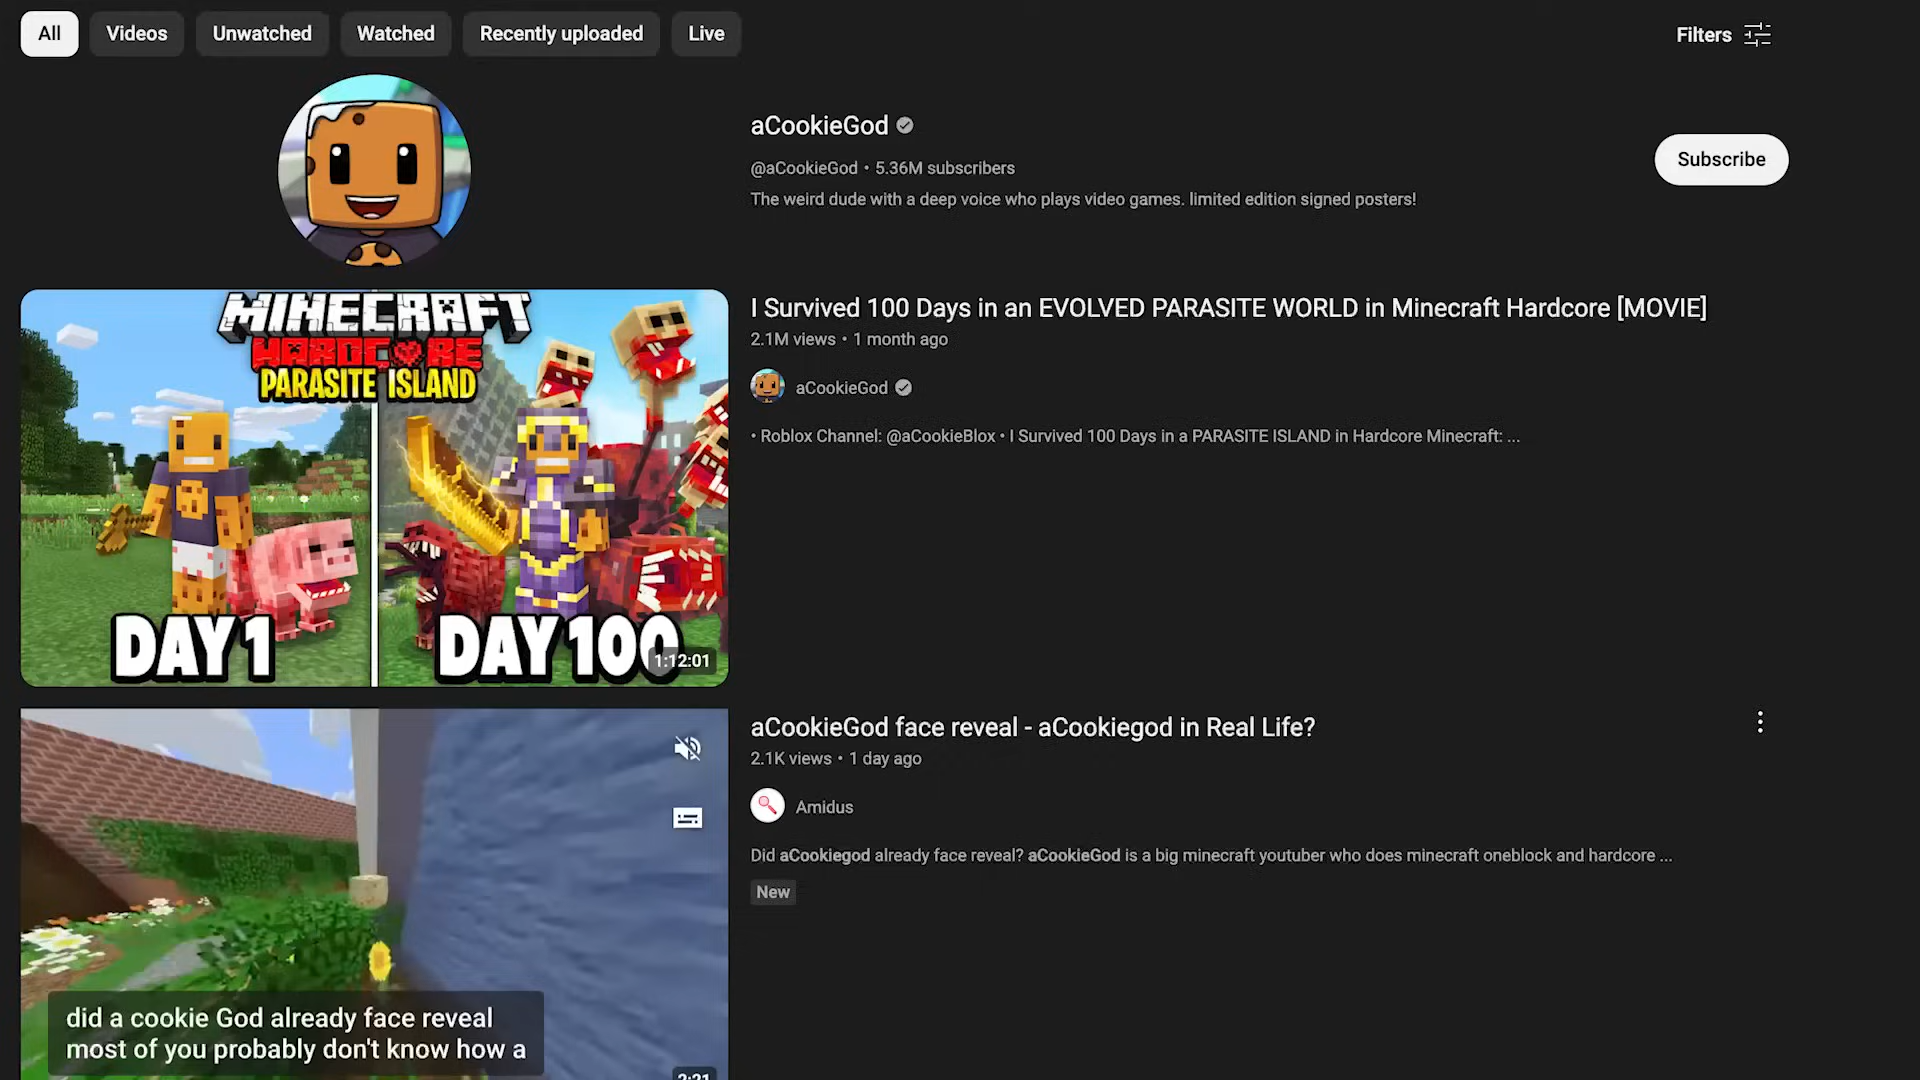 All
Videos
Unwatched
Watched
Recently uploaded
Live
Filters
aCookieGod
@aCookieGod • 5.36M subscribers
The weird dude with a deep voice who plays video games. limited edition signed posters!
Subscribe
MINECRAFT
HARDCORE
PARASITE ISLAND
DAY 1
DAY 100
1:12:01
I Survived 100 Days in an EVOLVED PARASITE WORLD in Minecraft Hardcore [MOVIE]
2.1M views • 1 month ago
aCookieGod
• Roblox Channel: @aCookieBlox • I Survived 100 Days in a PARASITE ISLAND in Hardcore Minecraft: ...
did a cookie God already face reveal
most of you probably don't know how a
aCookieGod face reveal - aCookiegod in Real Life?
2.1K views • 1 day ago
Amidus
Did aCookiegod already face reveal? aCookieGod is a big minecraft youtuber who does minecraft oneblock and hardcore ...
New